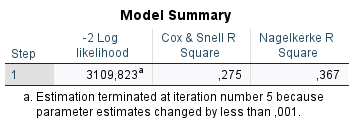 Model Summary
Step -2 Log likelihood Cox & Snell R Square Nagelkerke R Square
1 3109,823a ,275 ,367
a. Estimation terminated at iteration number 5 because
parameter estimates changed by less than ,001.